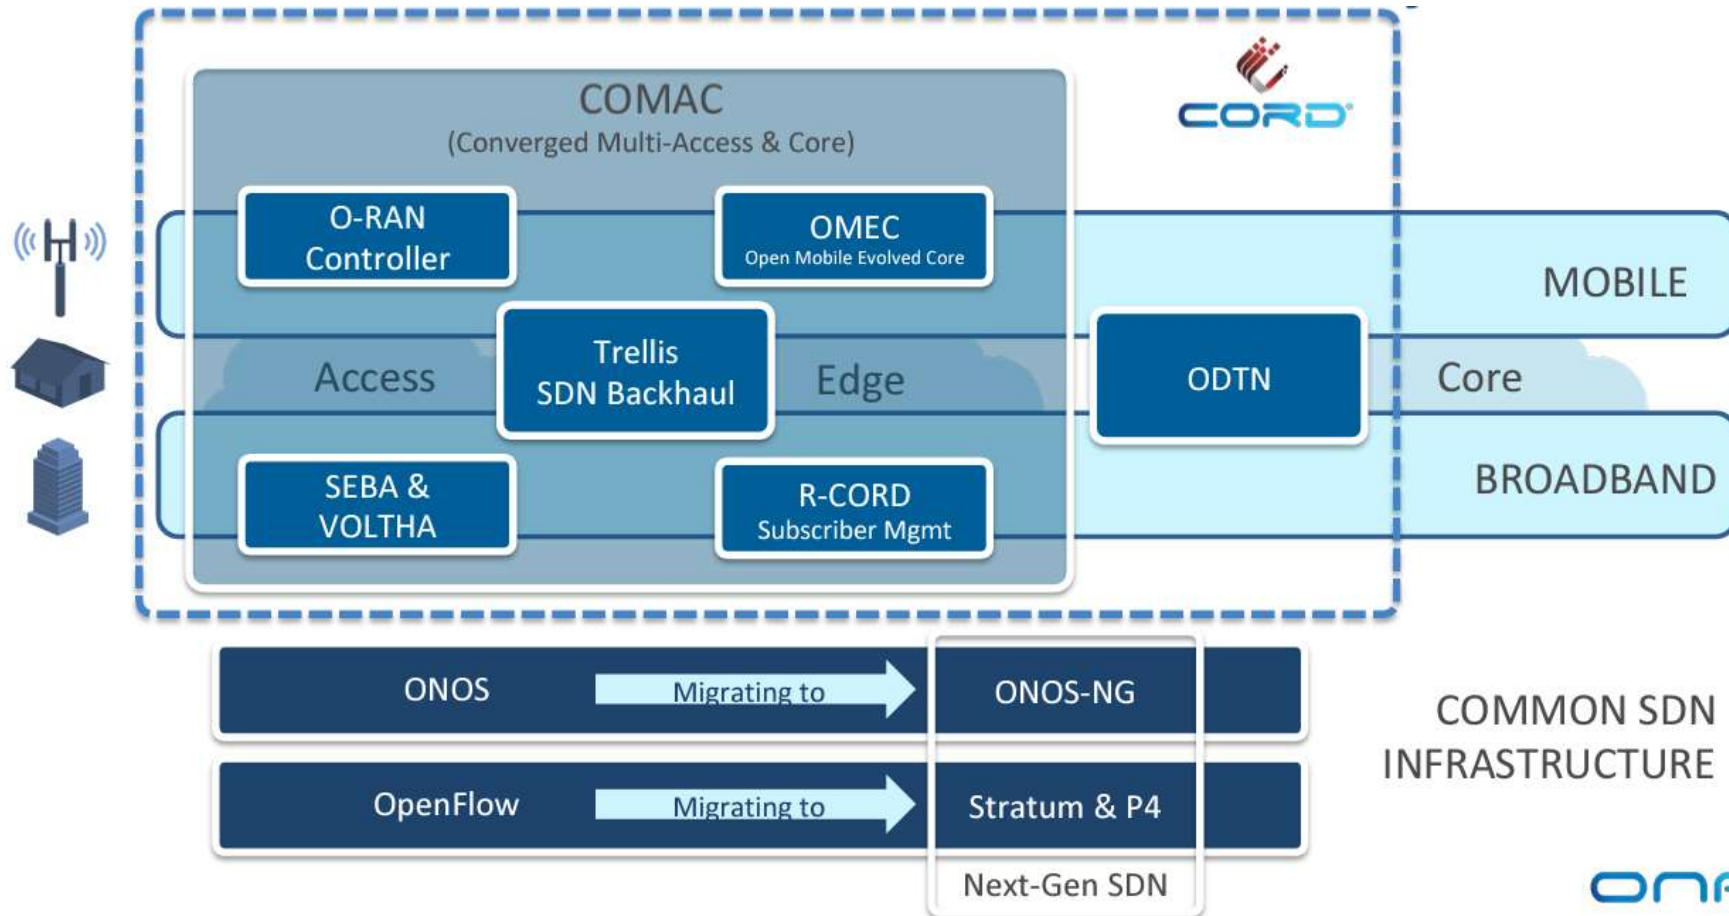 COMAC
(Converged Multi-Access & Core)
CORD
O-RAN
Controller
OMEC
Open Mobile Evolved Core
MOBILE
Trellis
SDN Backhaul
Access
Edge
ODTN
Core
SEBA &
VOLTHA
R-CORD
Subscriber Mgmt
BROADBAND
ONOS
Migrating to
ONOS-NG
COMMON SDN
INFRASTRUCTURE
OpenFlow
Migrating to
Stratum & P4
Next-Gen SDN